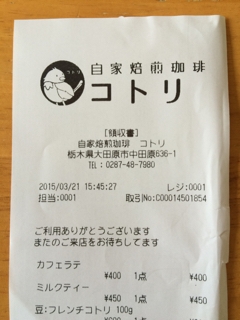 コトリ
自家焙煎珈琲
コトリ
[領収書]
自家焙煎珈琲 コトリ
栃木県大田原市中田原636-1
TEL:0287-48-7980
2015/03/21 15:45:27 レジ:0001
担当:0001 取引No:C00014501854
ご利用ありがとうございます
またのご来店をお待ちしてます
カフェラテ
¥400 1点 ¥400
ミルクティー
¥450 1点 ¥450
豆:フレンチコトリ 100g
1点